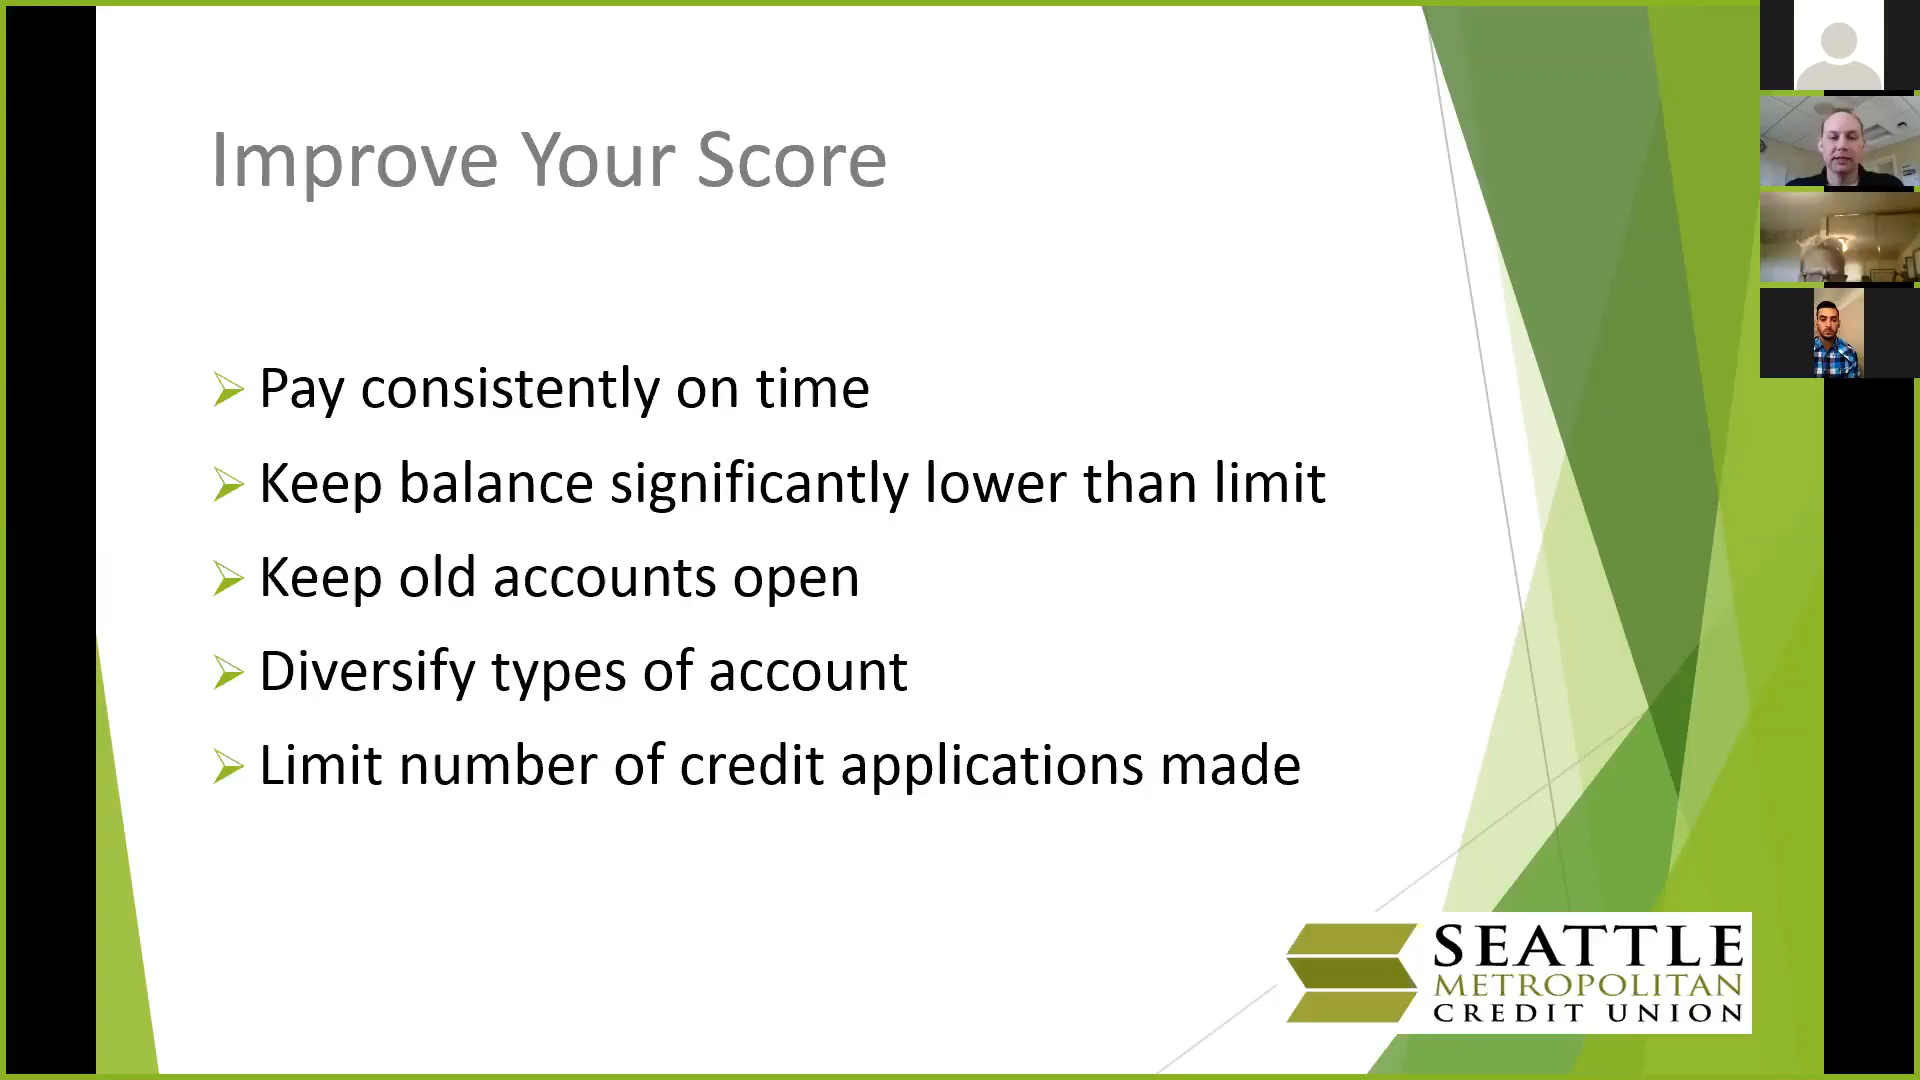 Improve Your Score
Pay consistently on time
Keep balance significantly lower than limit
Keep old accounts open
Diversify types of account
Limit number of credit applications made
SEATTLE
METROPOLITAN
CREDIT UNION